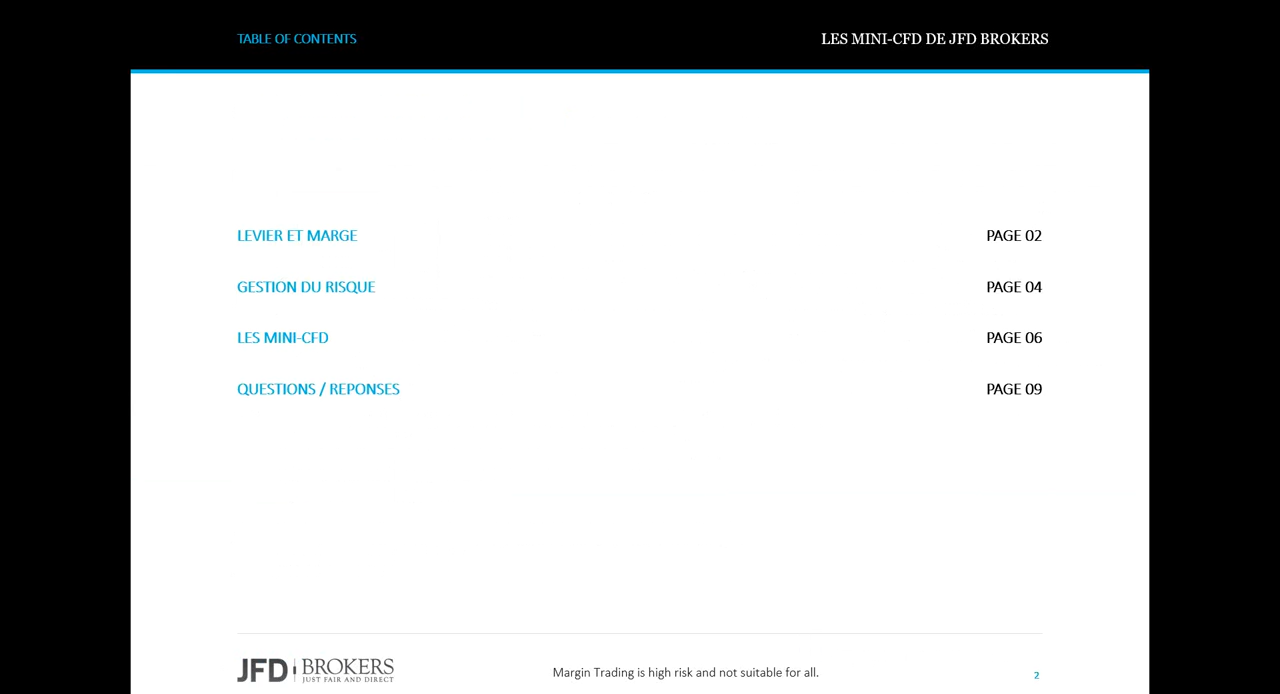 TABLE OF CONTENTS LES MINI-CFD DE JFD BROKERS
LEVIER ET MARGE PAGE 02
GESTION DU RISQUE PAGE 04
LES MINI-CFD PAGE 06
QUESTIONS / REPONSES PAGE 09
JFD BROKERS
JUST FAIR AND DIRECT
Margin Trading is high risk and not suitable for all.
2